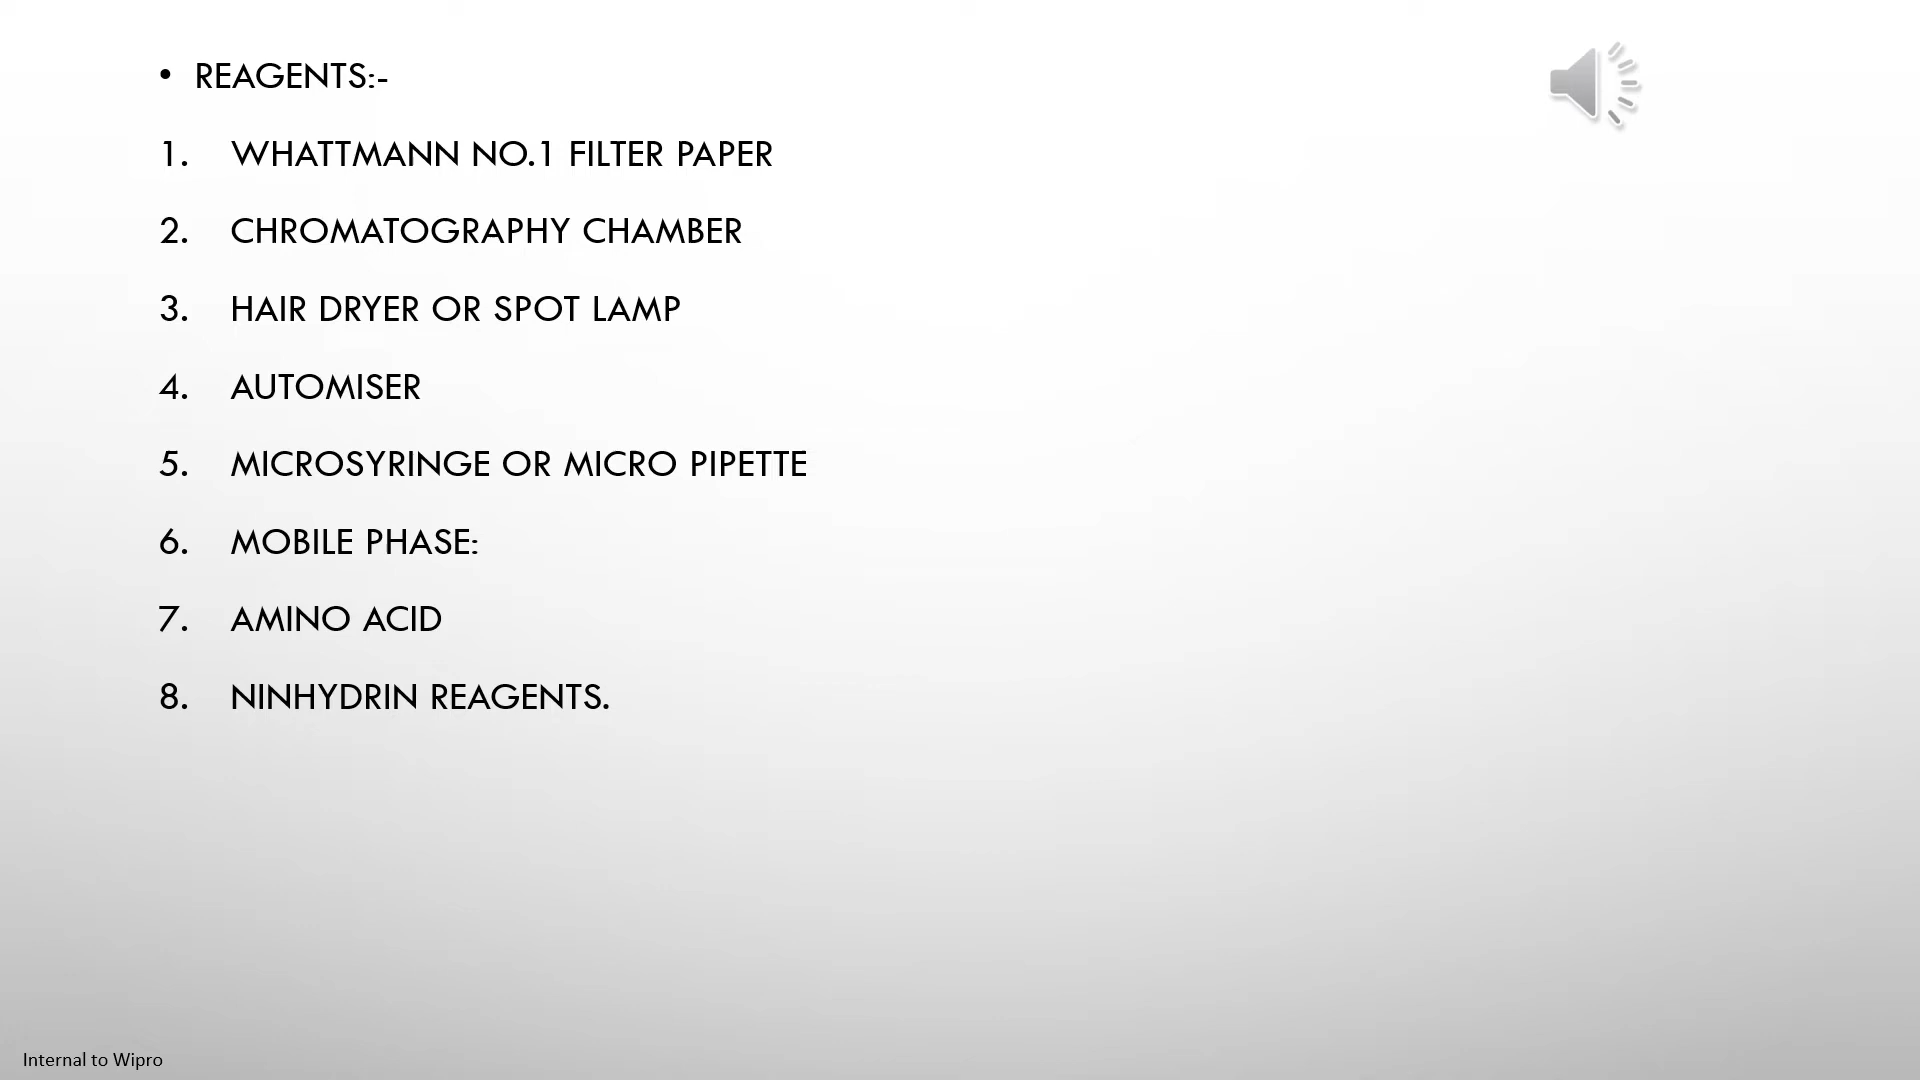 • REAGENTS:-
1. WHATTMANN NO.1 FILTER PAPER
2. CHROMATOGRAPHY CHAMBER
3. HAIR DRYER OR SPOT LAMP
4. AUTOMISER
5. MICROSYRINGE OR MICRO PIPETTE
6. MOBILE PHASE:
7. AMINO ACID
8. NINHYDRIN REAGENTS.
Internal to Wipro